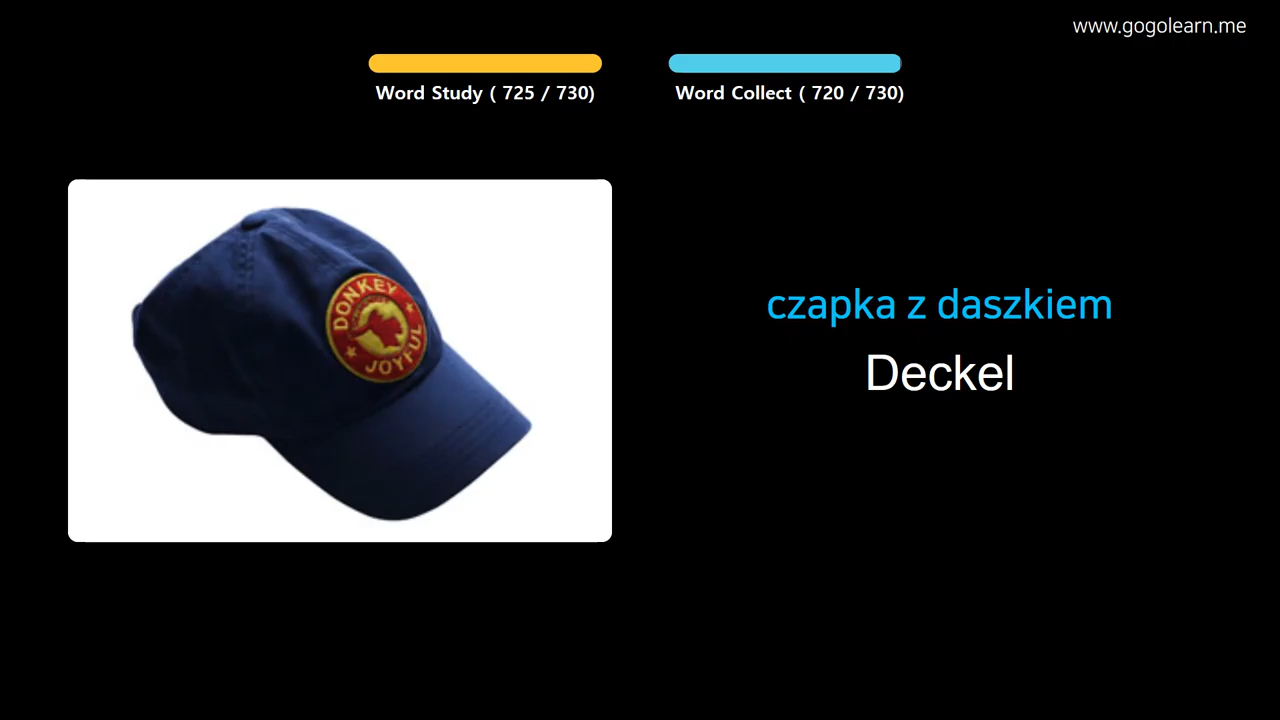 www.gogolearn.me
Word Study ( 725 / 730)
Word Collect ( 720 / 730)
DONKEY
JOYFUL
czapka z daszkiem
Deckel